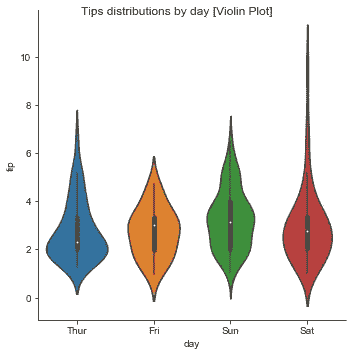 Tips distributions by day [Violin Plot]
10
8
6
4
2
0
tip
Thur
Fri
Sun
Sat
day